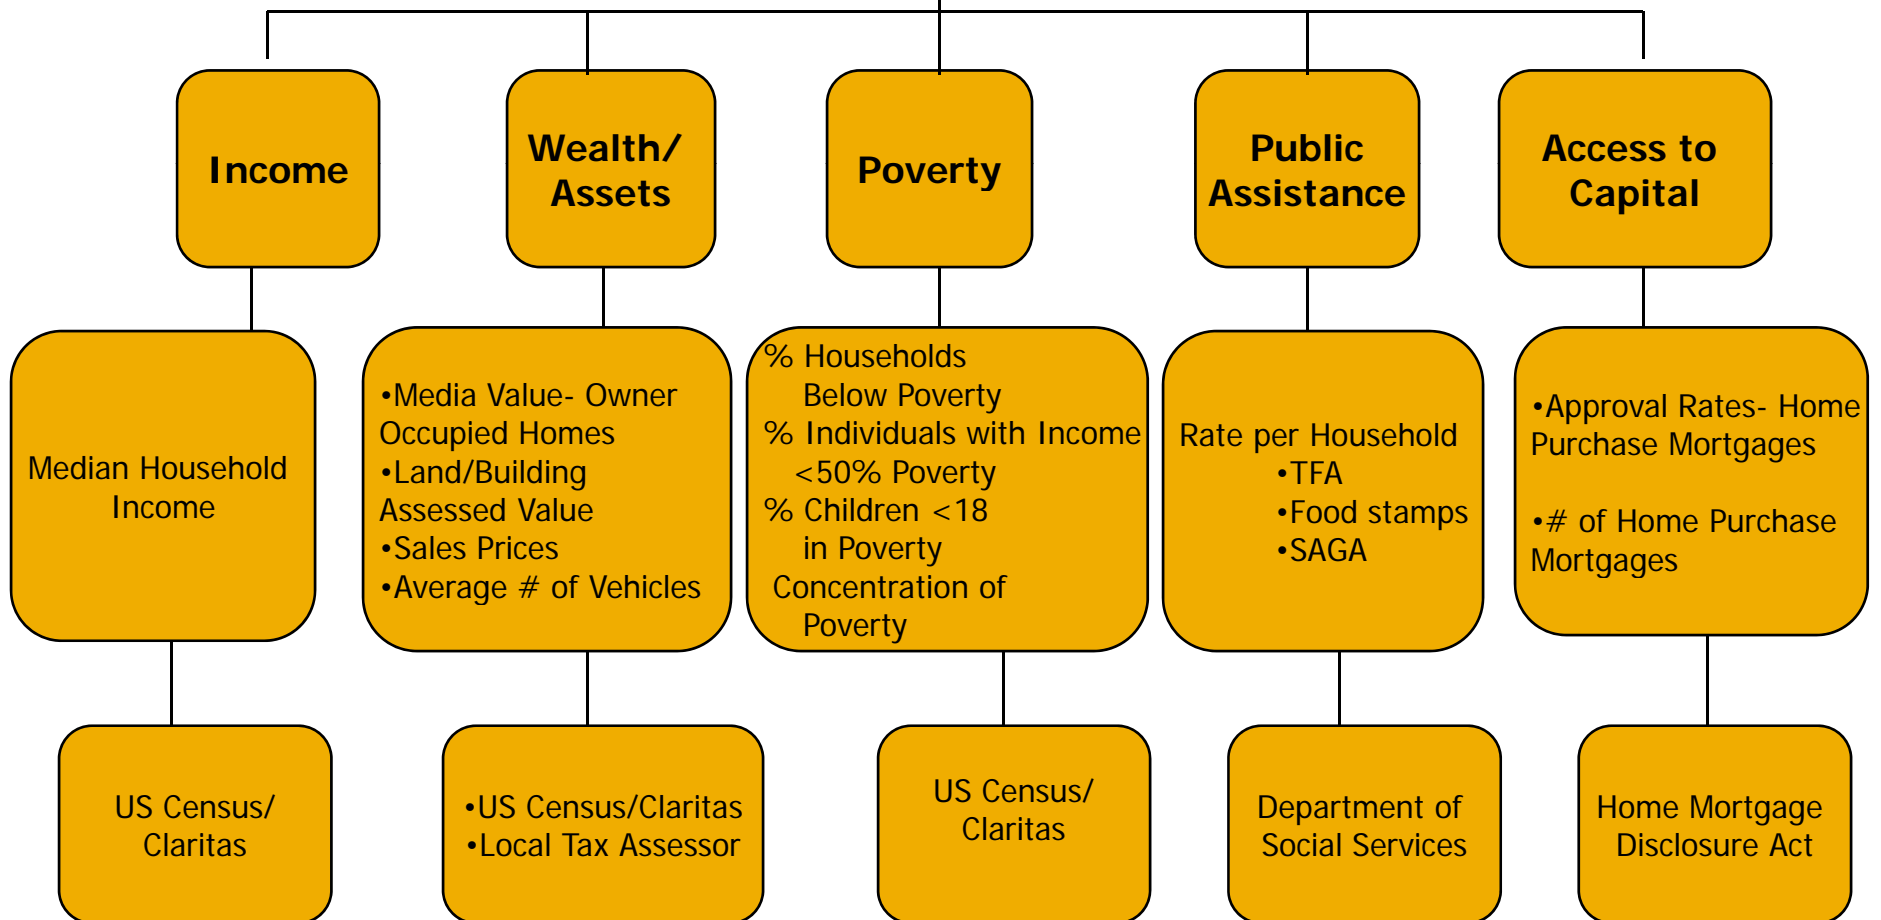 Income
Wealth/
Assets
Poverty
Public
Assistance
Access to
Capital
Median Household
Income
•Media Value- Owner
Occupied Homes
•Land/Building
Assessed Value
•Sales Prices
•Average # of Vehicles
% Households
Below Poverty
% Individuals with Income
<50% Poverty
% Children <18
in Poverty
Concentration of
Poverty
Rate per Household
•TFA
•Food stamps
•SAGA
•Approval Rates- Home
Purchase Mortgages
•# of Home Purchase
Mortgages
US Census/
Claritas
•US Census/Claritas
•Local Tax Assessor
US Census/
Claritas
Department of
Social Services
Home Mortgage
Disclosure Act